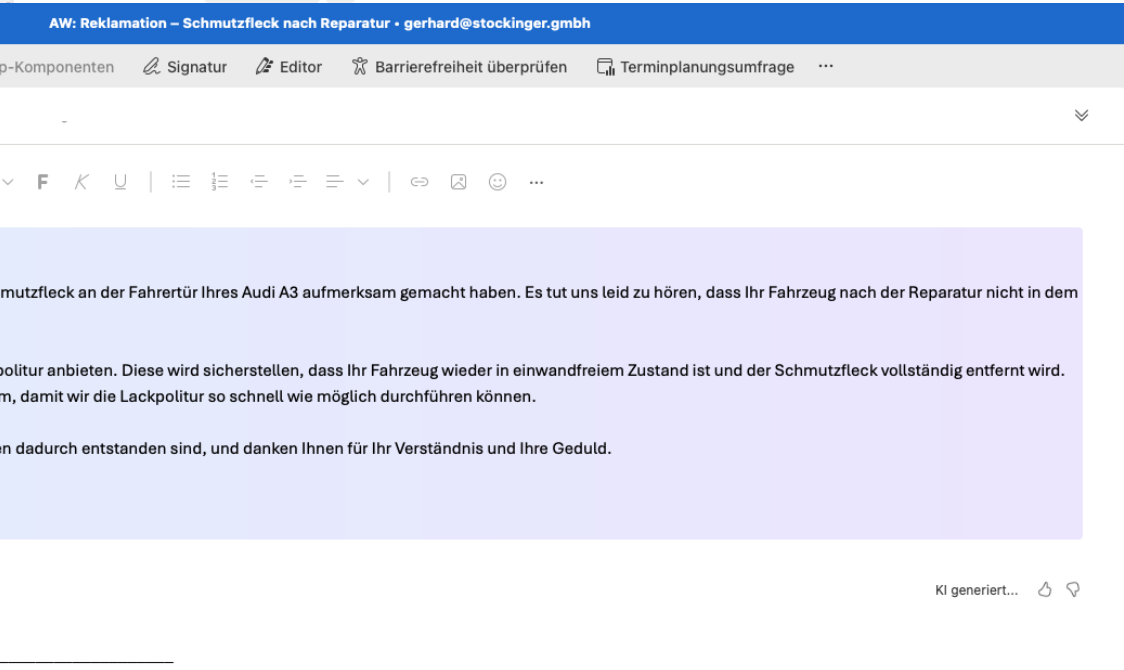 AW: Reklamation – Schmutzfleck nach Reparatur • gerhard@stockinger.gmbh
p-Komponenten Signatur Editor Barrierefreiheit überprüfen Terminplanungsumfrage ...
F K U ...
mutzfleck an der Fahrertür Ihres Audi A3 aufmerksam gemacht haben. Es tut uns leid zu hören, dass Ihr Fahrzeug nach der Reparatur nicht in dem
politur anbieten. Diese wird sicherstellen, dass Ihr Fahrzeug wieder in einwandfreiem Zustand ist und der Schmutzfleck vollständig entfernt wird.
m, damit wir die Lackpolitur so schnell wie möglich durchführen können.
en dadurch entstanden sind, und danken Ihnen für Ihr Verständnis und Ihre Geduld.
KI generiert...